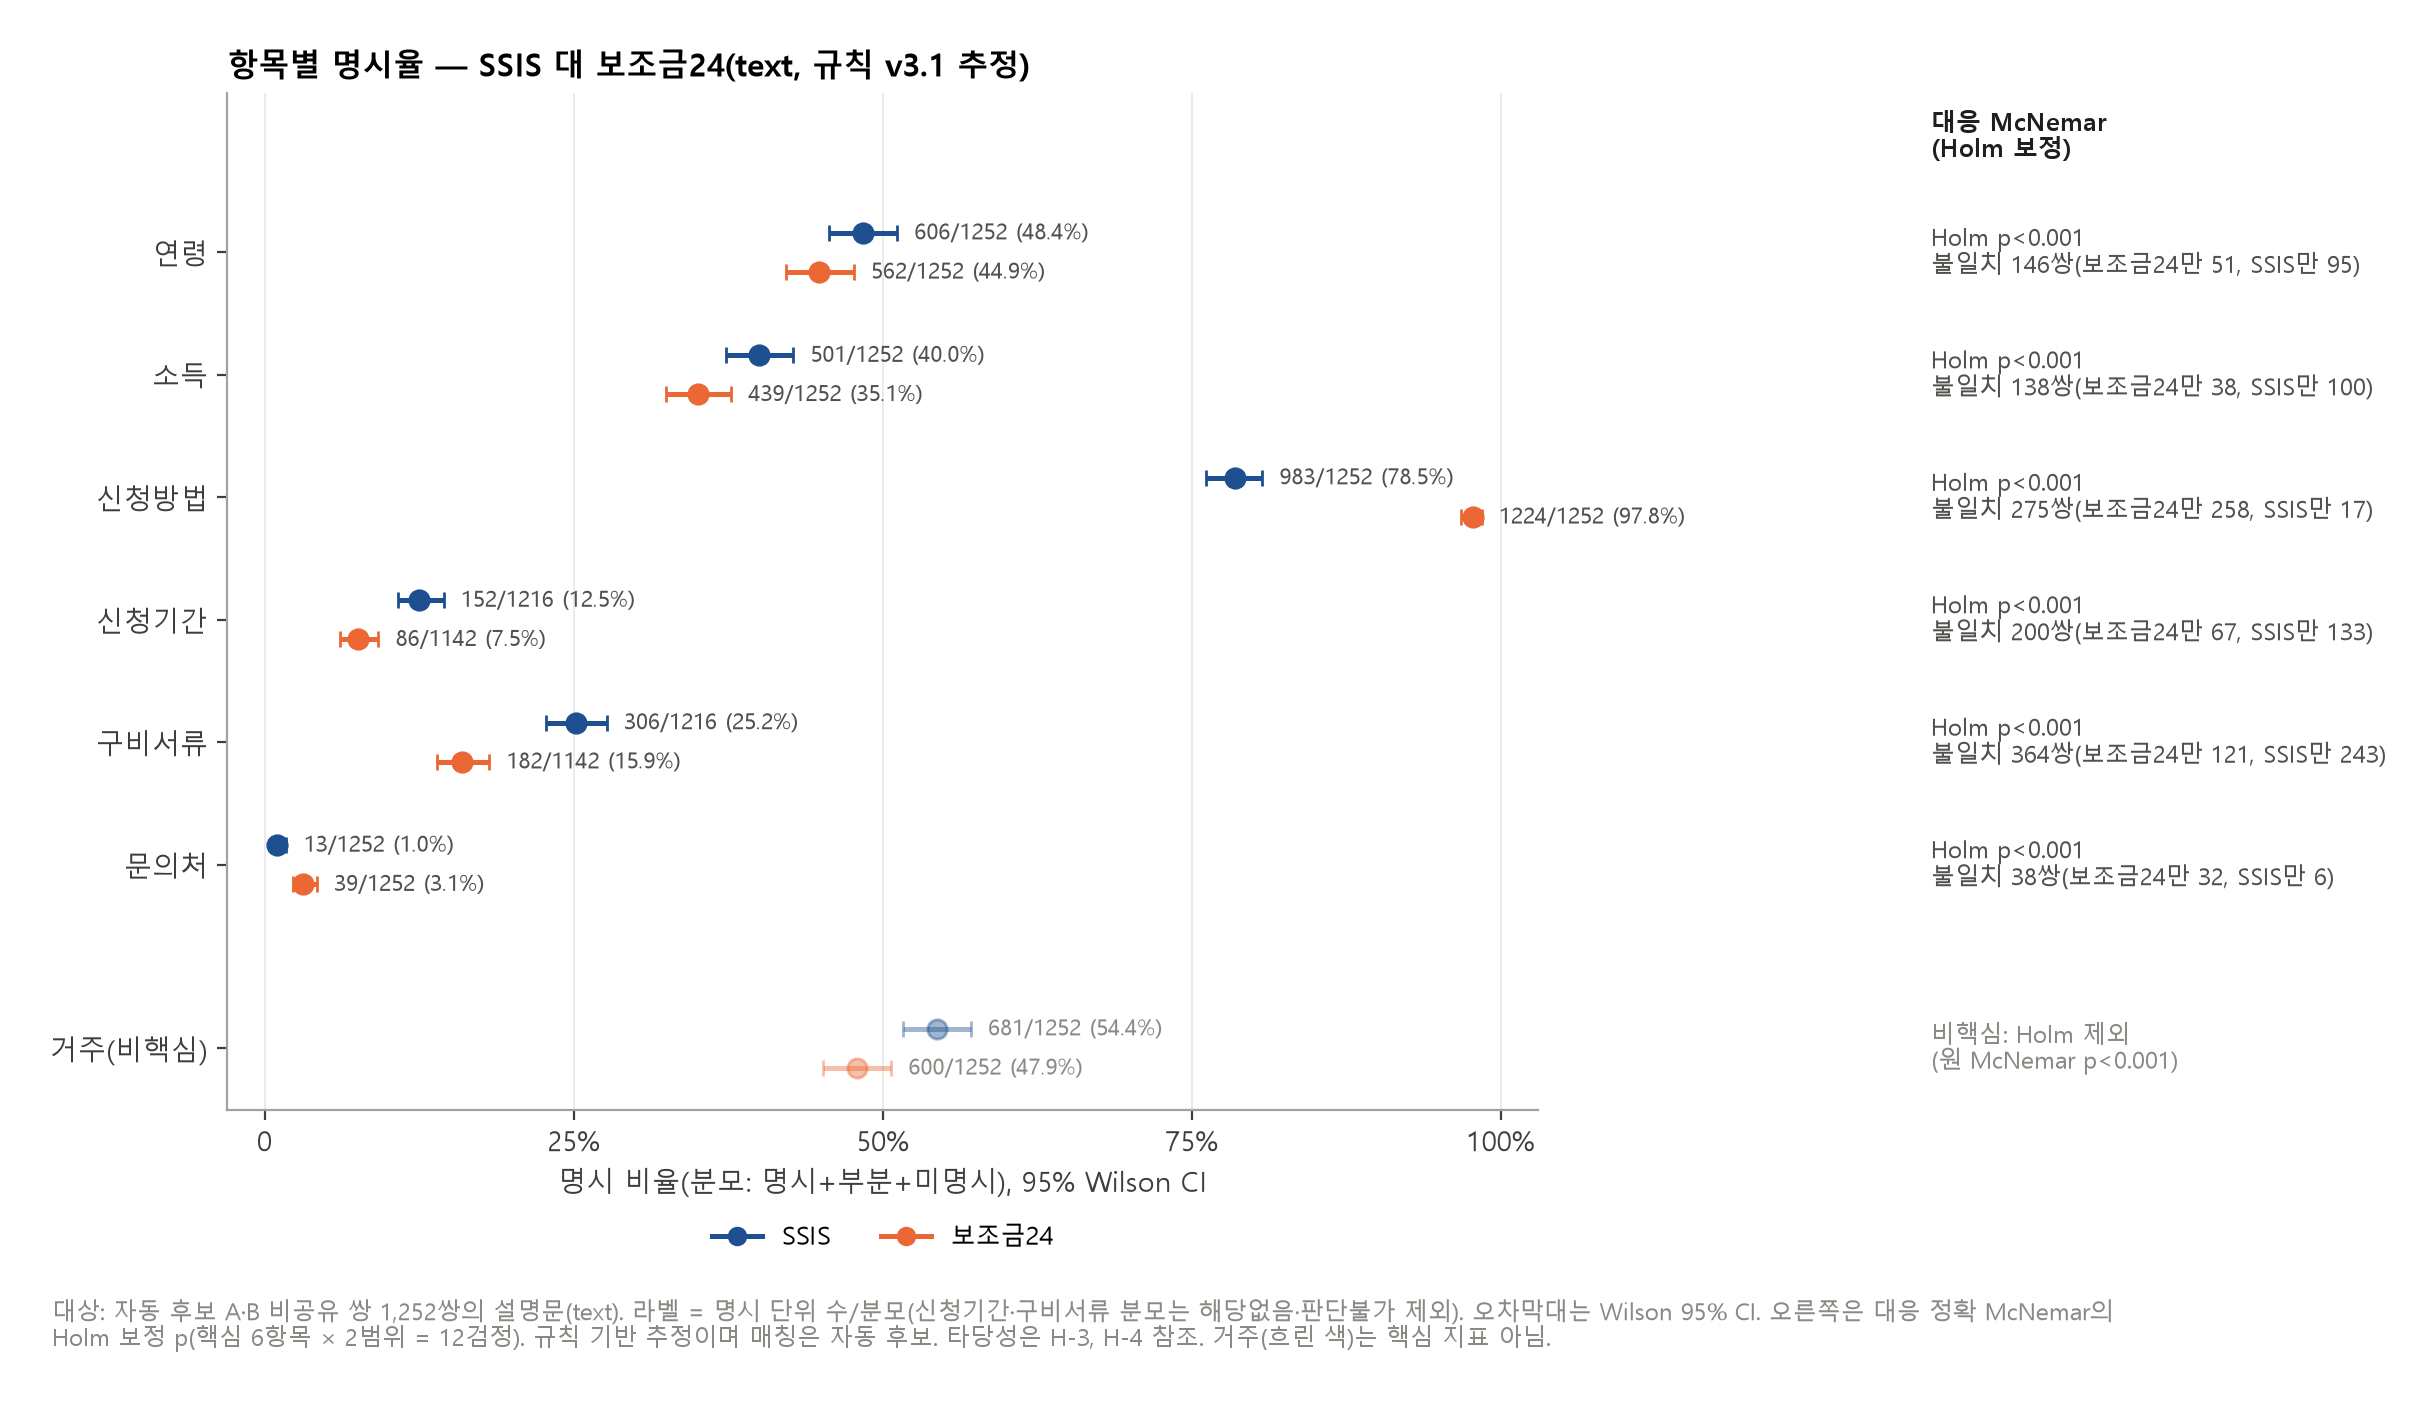 항목별 명시율 — SSIS 대 보조금24(text, 규칙 v3.1 추정)
대응 McNemar
(Holm 보정)
연령
606/1252 (48.4%)
562/1252 (44.9%)
Holm p<0.001
불일치 146쌍(보조금24만 51, SSIS만 95)
소득
501/1252 (40.0%)
439/1252 (35.1%)
Holm p<0.001
불일치 138쌍(보조금24만 38, SSIS만 100)
신청방법
983/1252 (78.5%)
1224/1252 (97.8%)
Holm p<0.001
불일치 275쌍(보조금24만 258, SSIS만 17)
신청기간
152/1216 (12.5%)
86/1142 (7.5%)
Holm p<0.001
불일치 200쌍(보조금24만 67, SSIS만 133)
구비서류
306/1216 (25.2%)
182/1142 (15.9%)
Holm p<0.001
불일치 364쌍(보조금24만 121, SSIS만 243)
문의처
13/1252 (1.0%)
39/1252 (3.1%)
Holm p<0.001
불일치 38쌍(보조금24만 32, SSIS만 6)
거주(비핵심)
681/1252 (54.4%)
600/1252 (47.9%)
비핵심: Holm 제외
(원 McNemar p<0.001)
0 25% 50% 75% 100%
명시 비율(분모: 명시+부분+미명시), 95% Wilson CI
SSIS 보조금24
대상: 자동 후보 A·B 비공유 쌍 1,252쌍의 설명문(text). 라벨 = 명시 단위 수/분모(신청기간·구비서류 분모는 해당없음·판단불가 제외). 오차막대는 Wilson 95% CI. 오른쪽은 대응 정확 McNemar의
Holm 보정 p(핵심 6항목 × 2범위 = 12검정). 규칙 기반 추정이며 매칭은 자동 후보. 타당성은 H-3, H-4 참조. 거주(흐린 색)는 핵심 지표 아님.